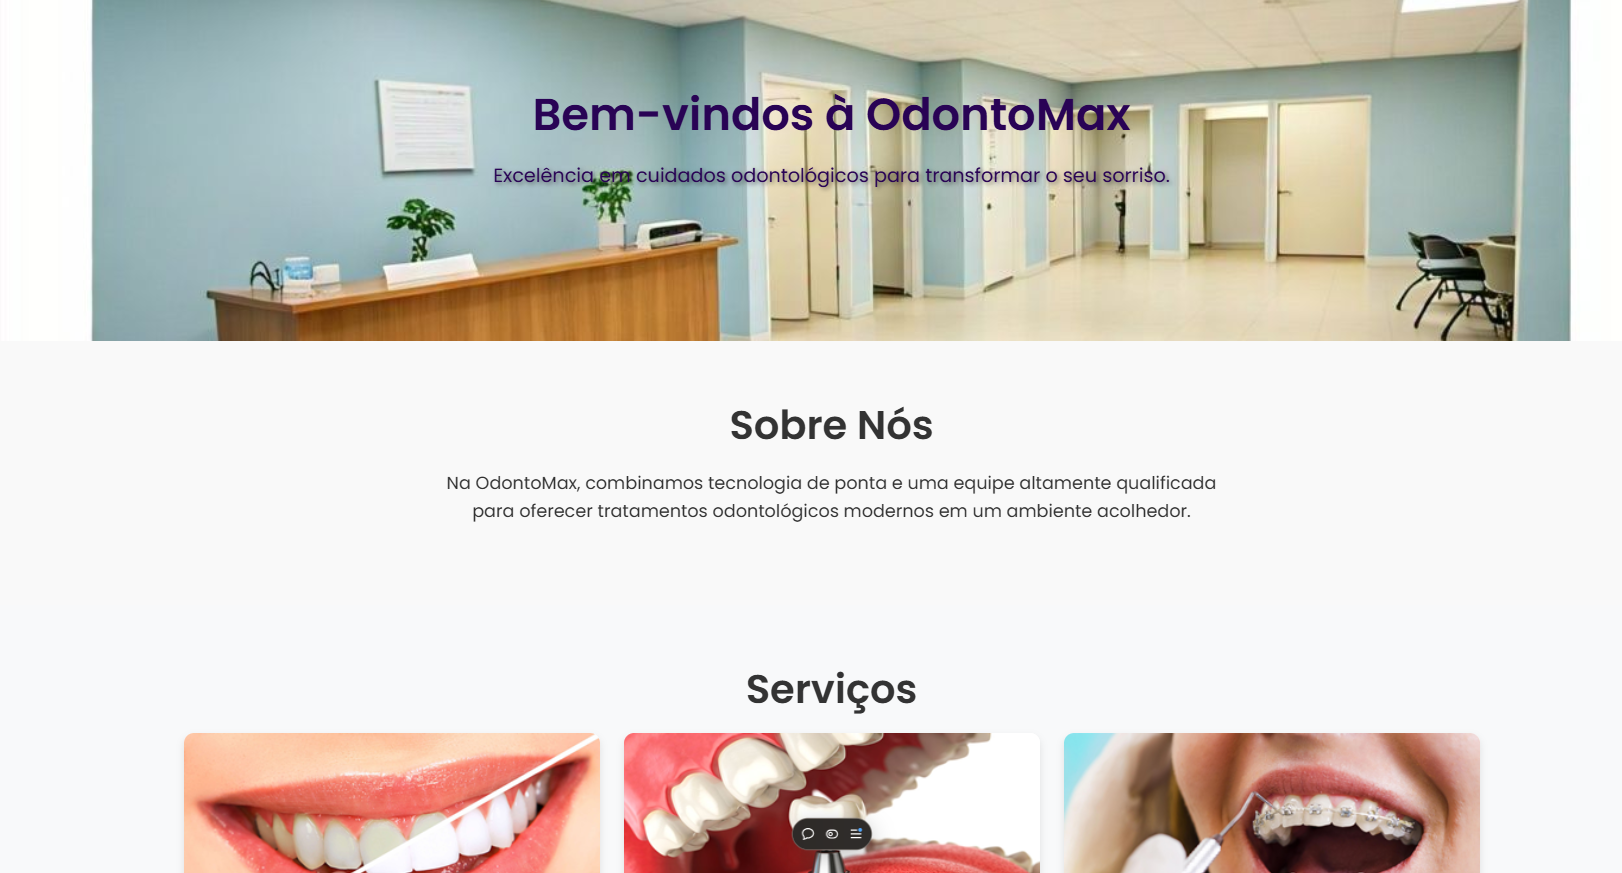 Bem-vindos à OdontoMax
Excelência em cuidados odontológicos para transformar o seu sorriso.
Sobre Nós
Na OdontoMax, combinamos tecnologia de ponta e uma equipe altamente qualificada
para oferecer tratamentos odontológicos modernos em um ambiente acolhedor.
Serviços